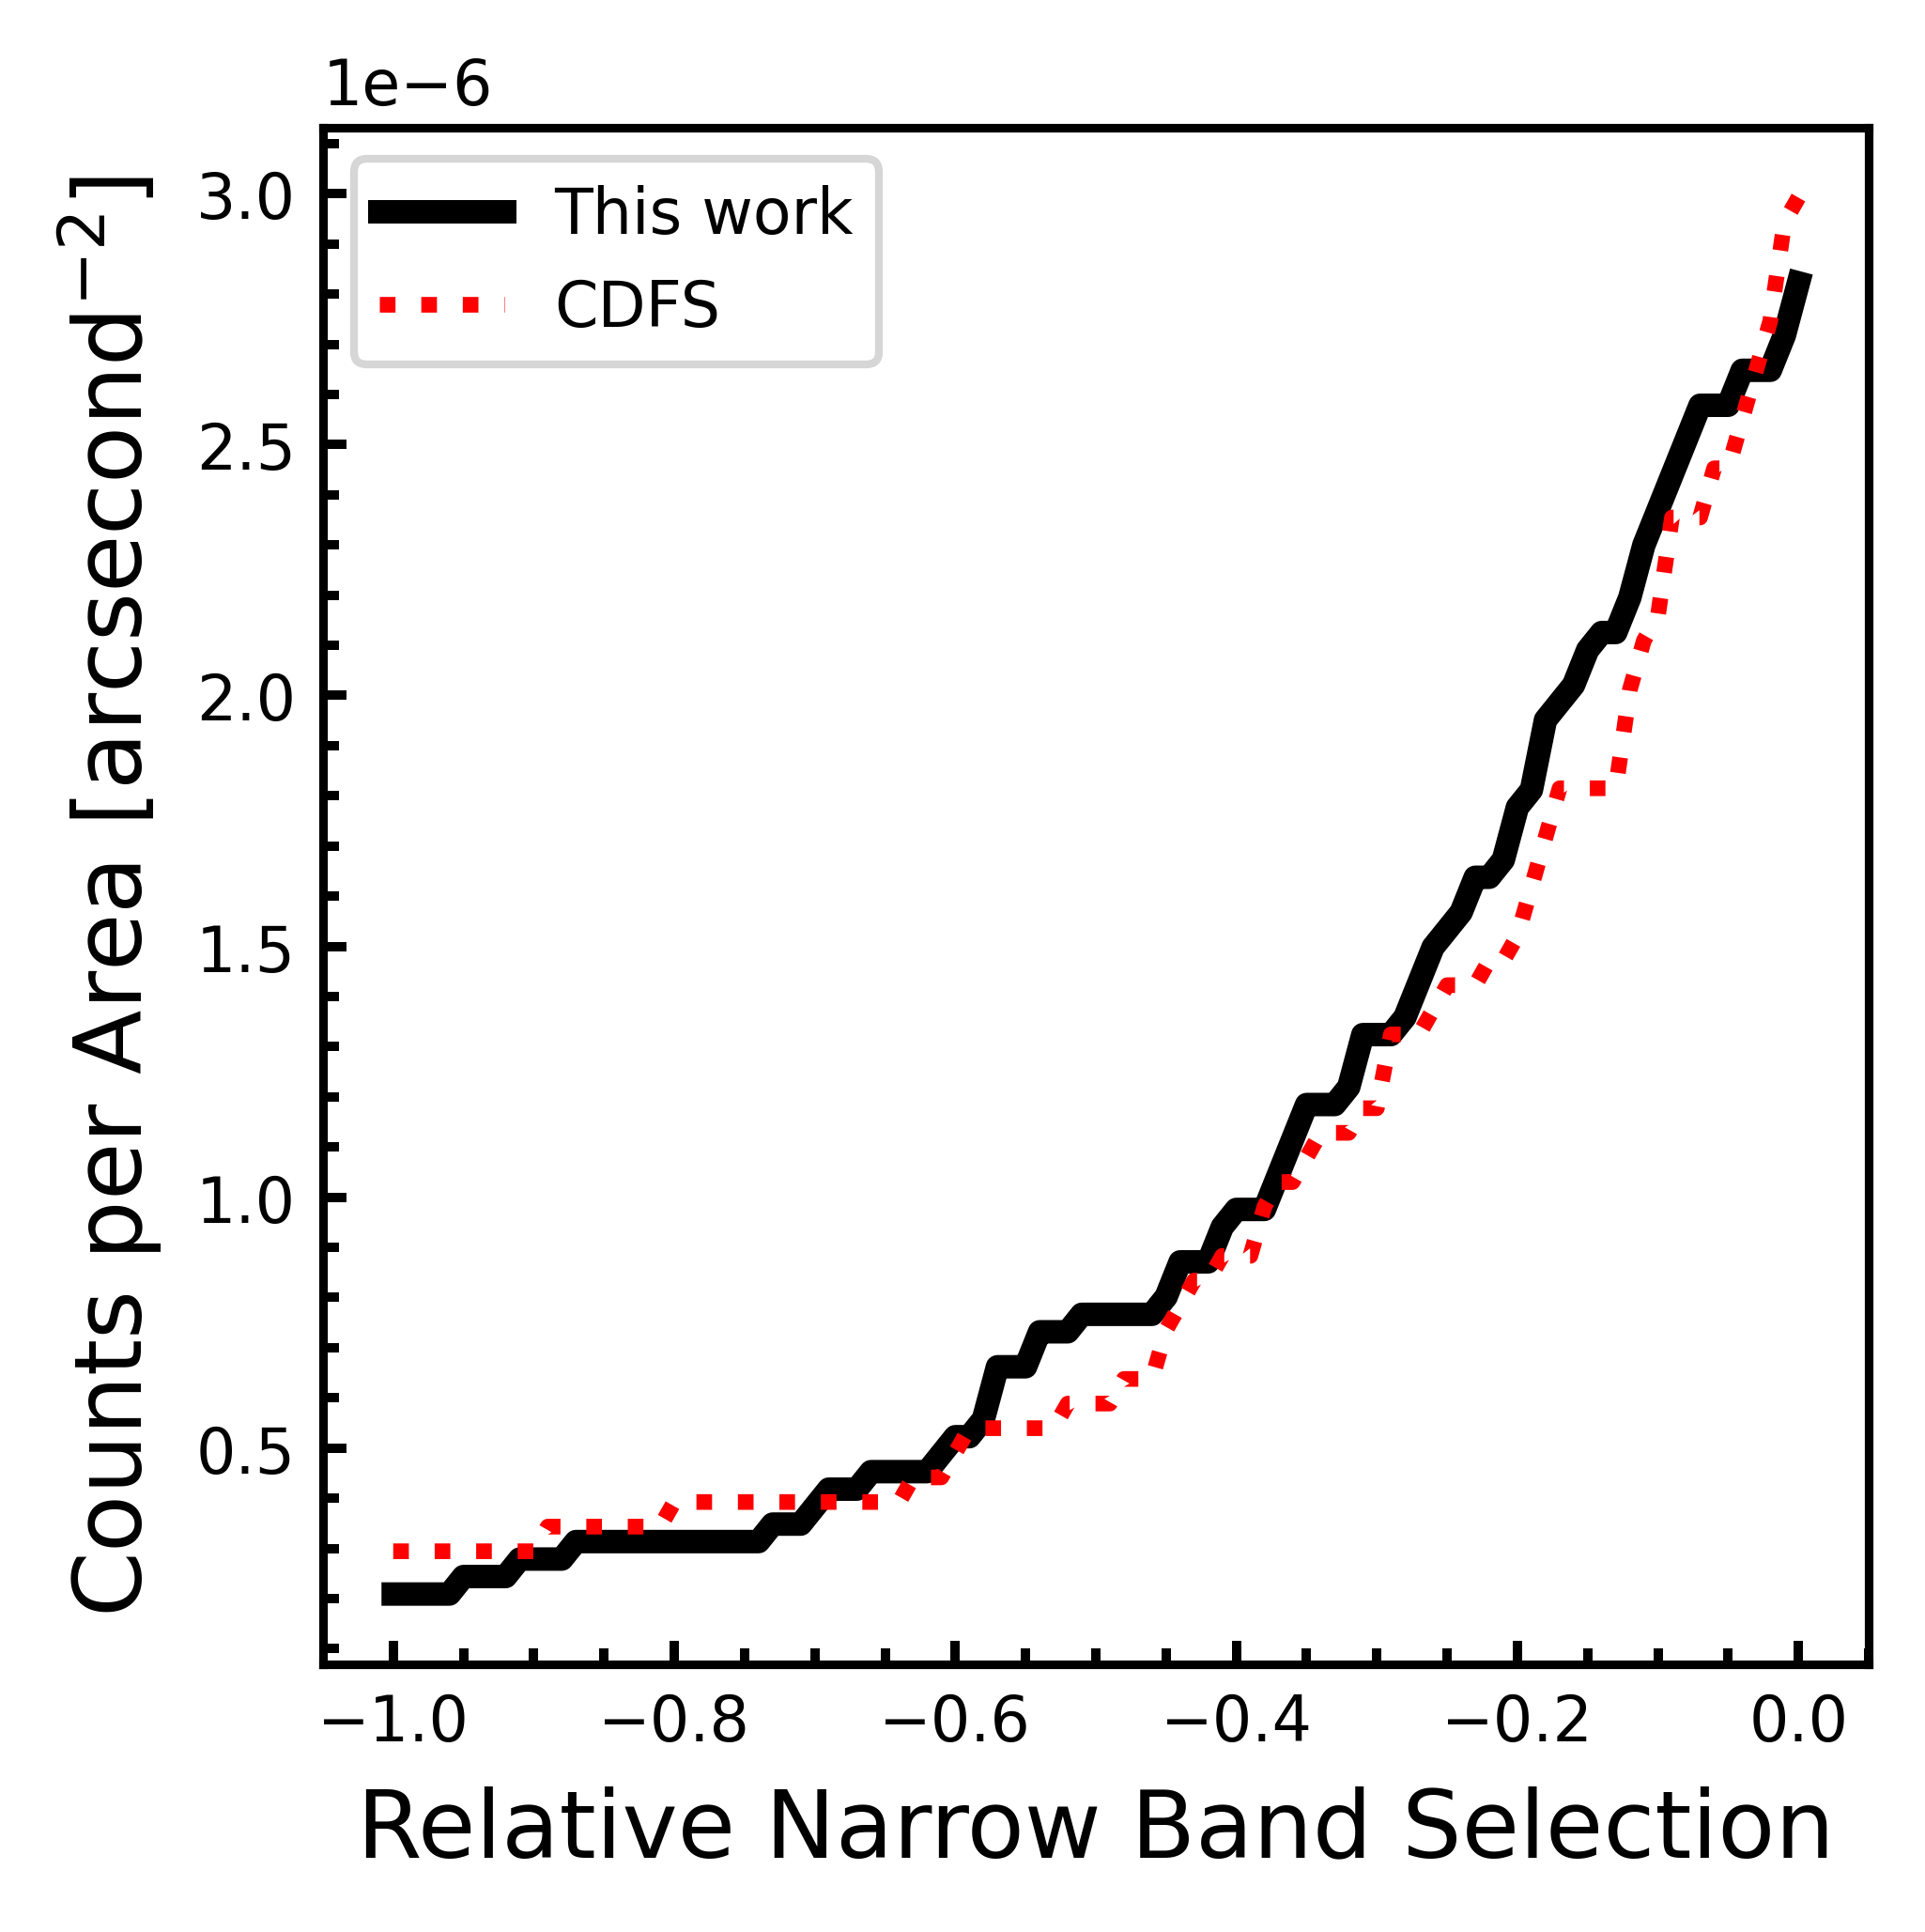 1e−6
Counts per Area [arcsecond⁻²]
3.0
2.5
2.0
1.5
1.0
0.5
This work
CDFS
−1.0 −0.8 −0.6 −0.4 −0.2 0.0
Relative Narrow Band Selection